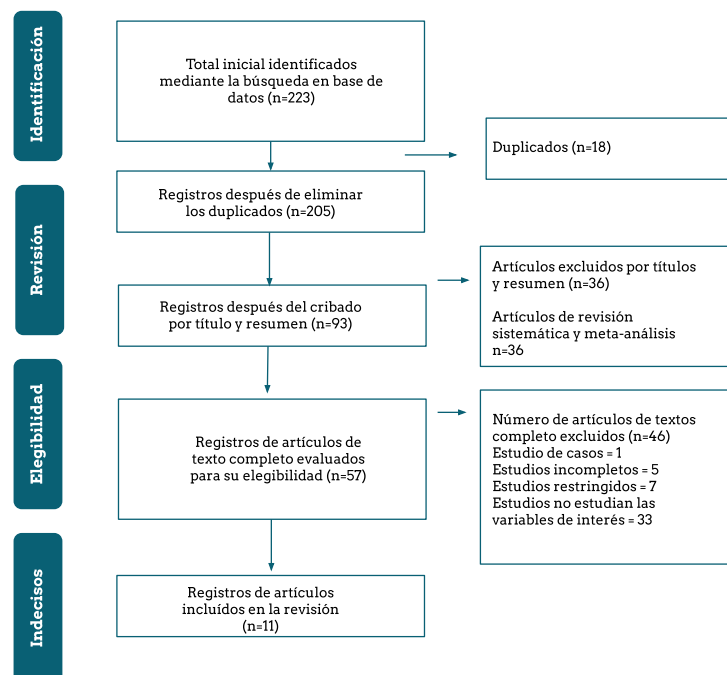 Identificación
Total inicial identificados
mediante la búsqueda en base de
datos (n=223)
Duplicados (n=18)
Revisión
Registros después de eliminar
los duplicados (n=205)
Registros después del cribado
por título y resumen (n=93)
Artículos excluidos por títulos
y resumen (n=36)
Artículos de revisión
sistemática y meta-análisis
n=36
Elegibilidad
Registros de artículos de
texto completo evaluados
para su elegibilidad (n=57)
Número de artículos de textos
completo excluidos (n=46)
Estudio de casos = 1
Estudios incompletos = 5
Estudios restringidos = 7
Estudios no estudian las
variables de interés = 33
Indecisos
Registros de artículos
incluídos en la revisión
(n=11)